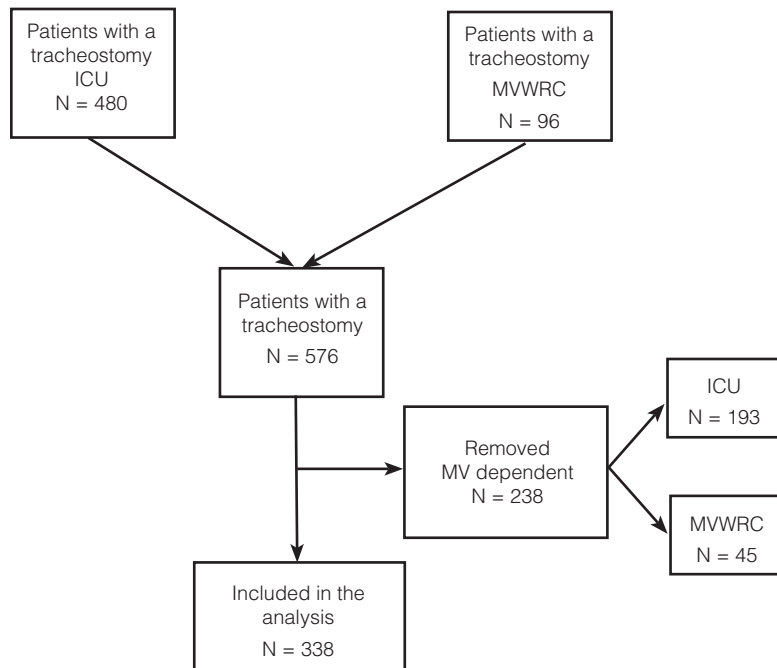 Patients with a
tracheostomy
ICU
N = 480
Patients with a
tracheostomy
MVWRC
N = 96
Patients with a
tracheostomy
N = 576
Removed
MV dependent
N = 238
ICU
N = 193
MVWRC
N = 45
Included in the
analysis
N = 338